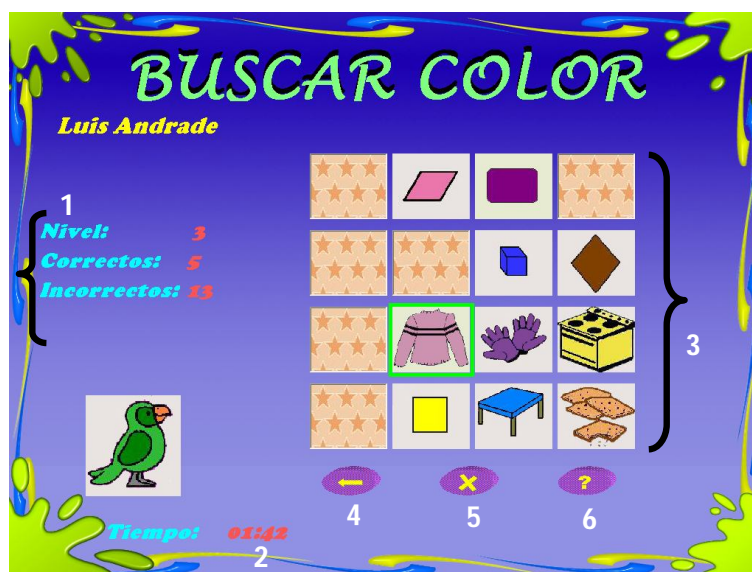 BUSCAR COLOR
Luis Andrade
1
Nivel: 3
Correctos: 5
Incorrectos: 13
3
4
5
?
6
Tiempo: 01:42
2